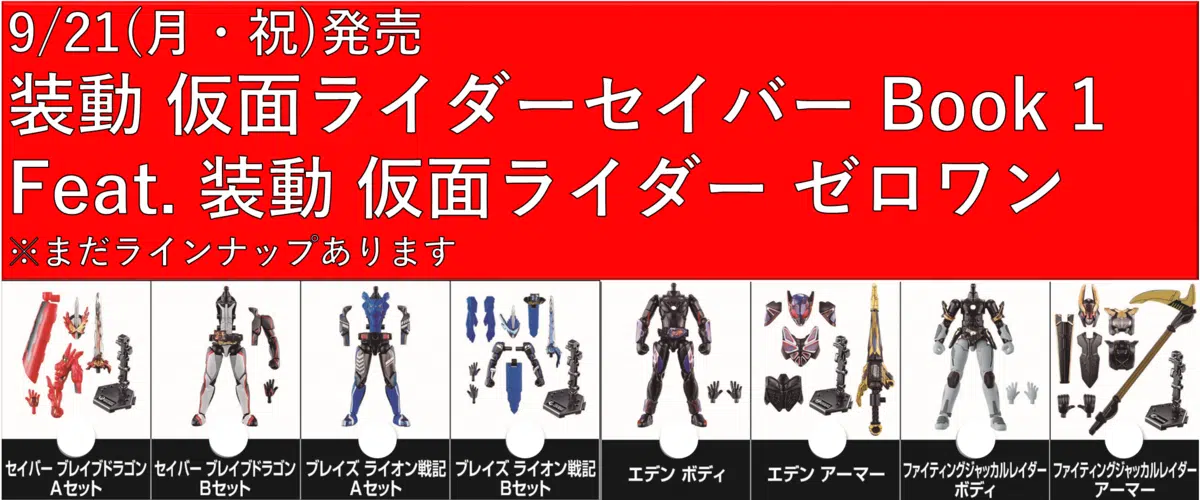 9/21(月・祝)発売
装動 仮面ライダーセイバー Book 1
Feat. 装動 仮面ライダー ゼロワン
※まだラインナップあります
セイバー ブレイブドラゴン
Aセット
セイバー ブレイブドラゴン
Bセット
ブレイズ ライオン戦記
Aセット
ブレイズ ライオン戦記
Bセット
エデン ボディ
エデン アーマー
ファイティングジャッカルレイダー
ボディ
ファイティングジャッカルレイダー
アーマー